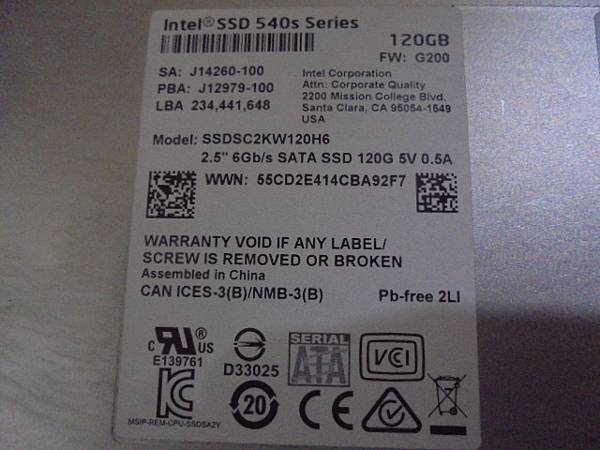 Intel® SSD 540s Series
120GB
FW: G200
SA: J14260-100
PBA: J12979-100
LBA 234,441,648
Intel Corporation
Attn: Corporate Quality
2200 Mission College Blvd.
Santa Clara, CA 95054-1549
USA
Model: SSDSC2KW120H6
2.5" 6Gb/s SATA SSD 120G 5V 0.5A
WWN: 55CD2E414CBA92F7
WARRANTY VOID IF ANY LABEL/
SCREW IS REMOVED OR BROKEN
Assembled in China
CAN ICES-3(B)/NMB-3(B)
Pb-free 2LI
c RU ® US
E139761
D33025
SERIAL
ATA
VCI
20
CE
MSIP-REM-CPU-SSDSA2Y